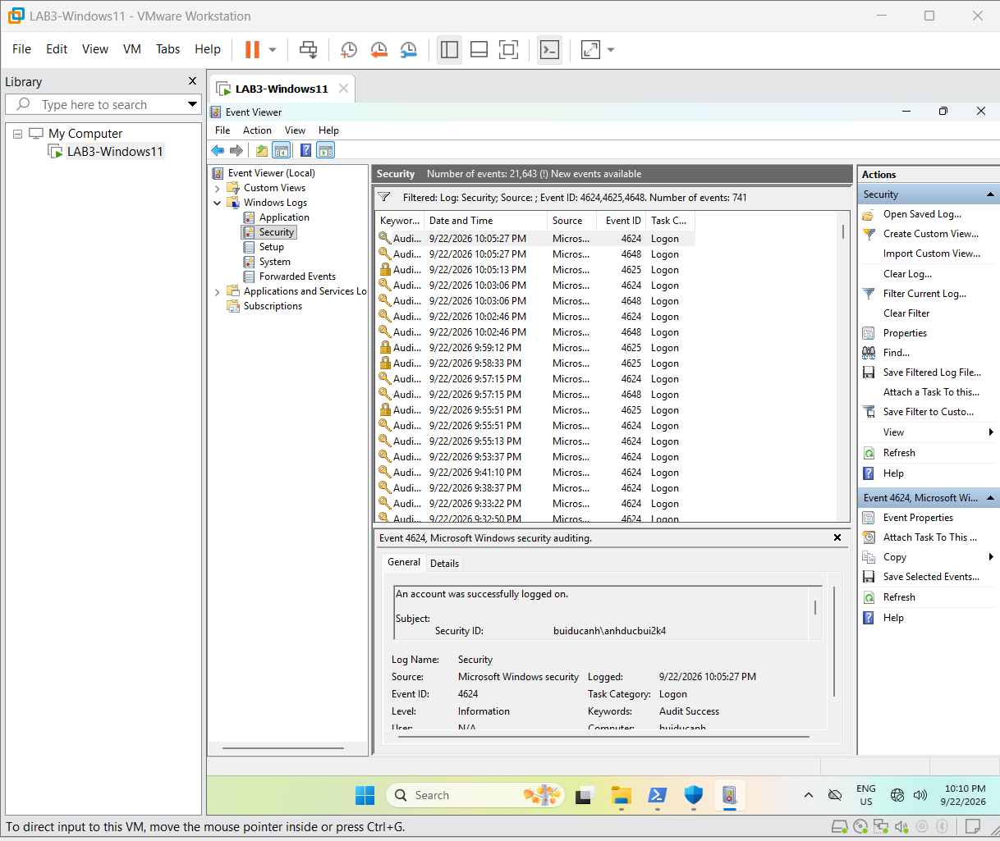 LAB3-Windows11 - VMware Workstation
File Edit View VM Tabs Help
Library
Type here to search
My Computer
LAB3-Windows11
LAB3-Windows11
Event Viewer
File Action View Help
Event Viewer (Local)
Custom Views
Windows Logs
Application
Security
Setup
System
Forwarded Events
Applications and Services Lo
Subscriptions
Security Number of events: 21,643 (!) New events available
Filtered: Log: Security; Source: ; Event ID: 4624,4625,4648. Number of events: 741
Keywor... Date and Time Source Event ID Task C...
Audi... 9/22/2026 10:05:27 PM Micros... 4624 Logon
Audi... 9/22/2026 10:05:27 PM Micros... 4648 Logon
Audi... 9/22/2026 10:05:13 PM Micros... 4625 Logon
Audi... 9/22/2026 10:03:06 PM Micros... 4624 Logon
Audi... 9/22/2026 10:03:06 PM Micros... 4648 Logon
Audi... 9/22/2026 10:02:46 PM Micros... 4624 Logon
Audi... 9/22/2026 10:02:46 PM Micros... 4648 Logon
Audi... 9/22/2026 9:59:12 PM Micros... 4625 Logon
Audi... 9/22/2026 9:58:33 PM Micros... 4625 Logon
Audi... 9/22/2026 9:57:15 PM Micros... 4624 Logon
Audi... 9/22/2026 9:57:15 PM Micros... 4648 Logon
Audi... 9/22/2026 9:55:51 PM Micros... 4625 Logon
Audi... 9/22/2026 9:55:51 PM Micros... 4624 Logon
Audi... 9/22/2026 9:55:13 PM Micros... 4624 Logon
Audi... 9/22/2026 9:53:37 PM Micros... 4624 Logon
Audi... 9/22/2026 9:41:10 PM Micros... 4624 Logon
Audi... 9/22/2026 9:38:37 PM Micros... 4624 Logon
Audi... 9/22/2026 9:33:22 PM Micros... 4624 Logon
Audi... 9/22/2026 9:32:50 PM Micros... 4624 Logon
Event 4624, Microsoft Windows security auditing.
General Details
An account was successfully logged on.
Subject:
Security ID: buiducanh\anhducbui2k4
Log Name: Security
Source: Microsoft Windows security Logged: 9/22/2026 10:05:27 PM
Event ID: 4624 Task Category: Logon
Level: Information Keywords: Audit Success
User: N/A Computer: buiducanh
Actions
Security
Open Saved Log...
Create Custom View...
Import Custom View...
Clear Log...
Filter Current Log...
Clear Filter
Properties
Find...
Save Filtered Log File...
Attach a Task To this...
Save Filter to Custo...
View
Refresh
Help
Event 4624, Microsoft Wi...
Event Properties
Attach Task To This ...
Copy
Save Selected Events...
Refresh
Help
Search
ENG
US
10:10 PM
9/22/2026
To direct input to this VM, move the mouse pointer inside or press Ctrl+G.